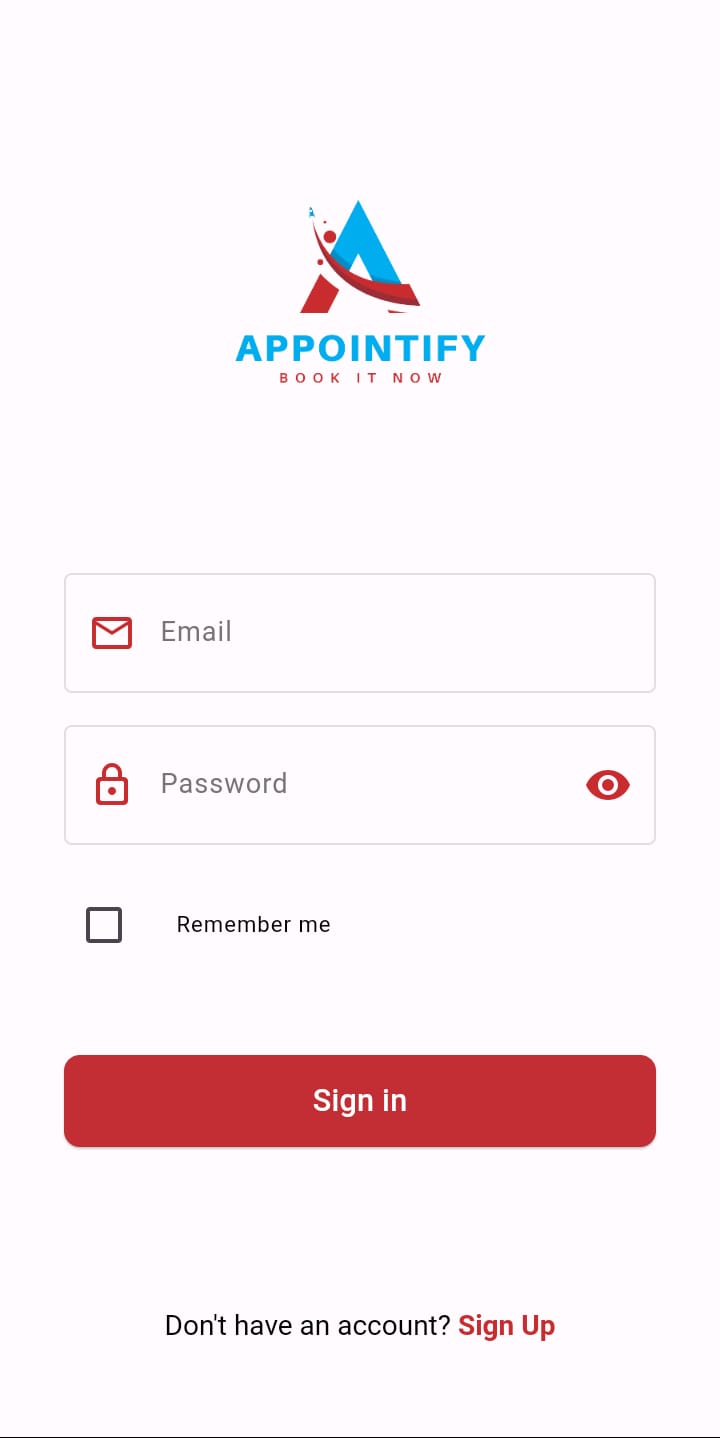 APPOINTIFY
BOOK IT NOW
Email
Password
Remember me
Sign in
Don't have an account? Sign Up